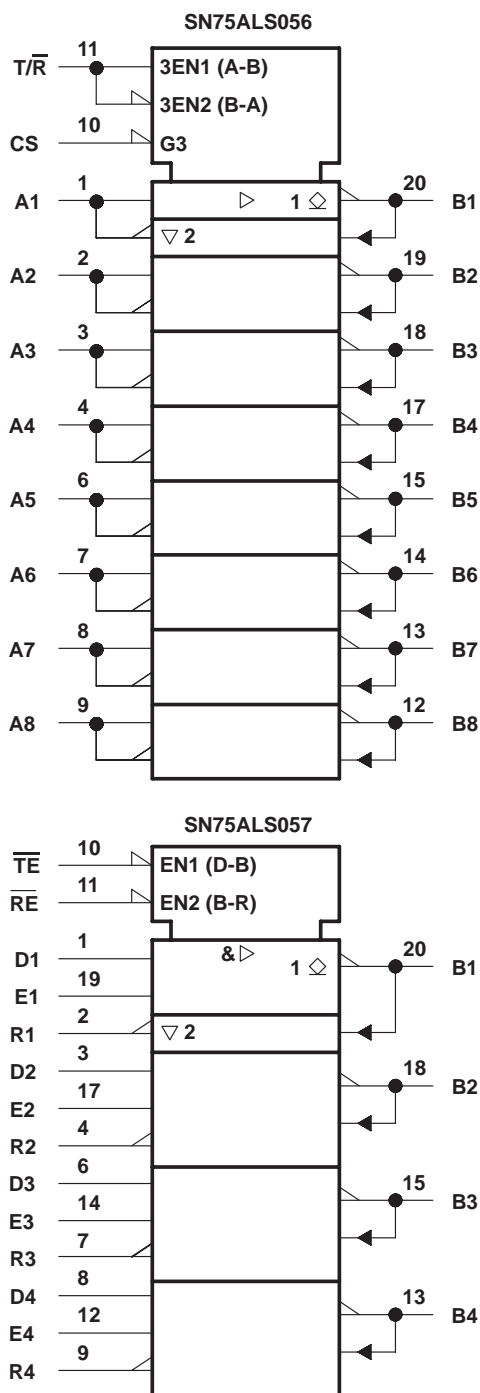 SN75ALS056
T/R 11 3EN1 (A-B)
3EN2 (B-A)
CS 10 G3
A1 1 ▷ 1 20 B1
▽ 2
A2 2 19 B2
A3 3 18 B3
A4 4 17 B4
A5 6 15 B5
A6 7 14 B6
A7 8 13 B7
A8 9 12 B8
SN75ALS057
TE 10 EN1 (D-B)
RE 11 EN2 (B-R)
D1 1 & ▷ 1 20 B1
E1 19
R1 2 ▽ 2
D2 3 18 B2
E2 17
R2 4
D3 6 15 B3
E3 14
R3 7
D4 8 13 B4
E4 12
R4 9